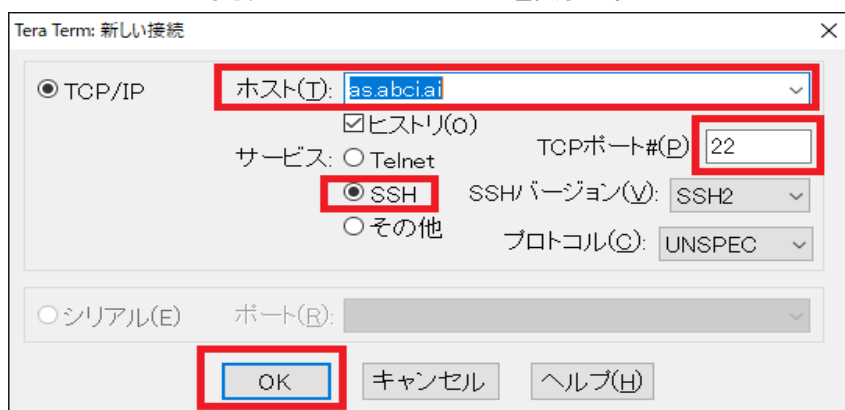 Tera Term: 新しい接続
TCP/IP
ホスト(T): as.abci.ai
ヒストリ(O)
サービス: Telnet
TCPポート#(P) 22
SSH
SSHバージョン(V): SSH2
その他
プロトコル(C): UNSPEC
シリアル(E)
ポート(R):
OK
キャンセル
ヘルプ(H)